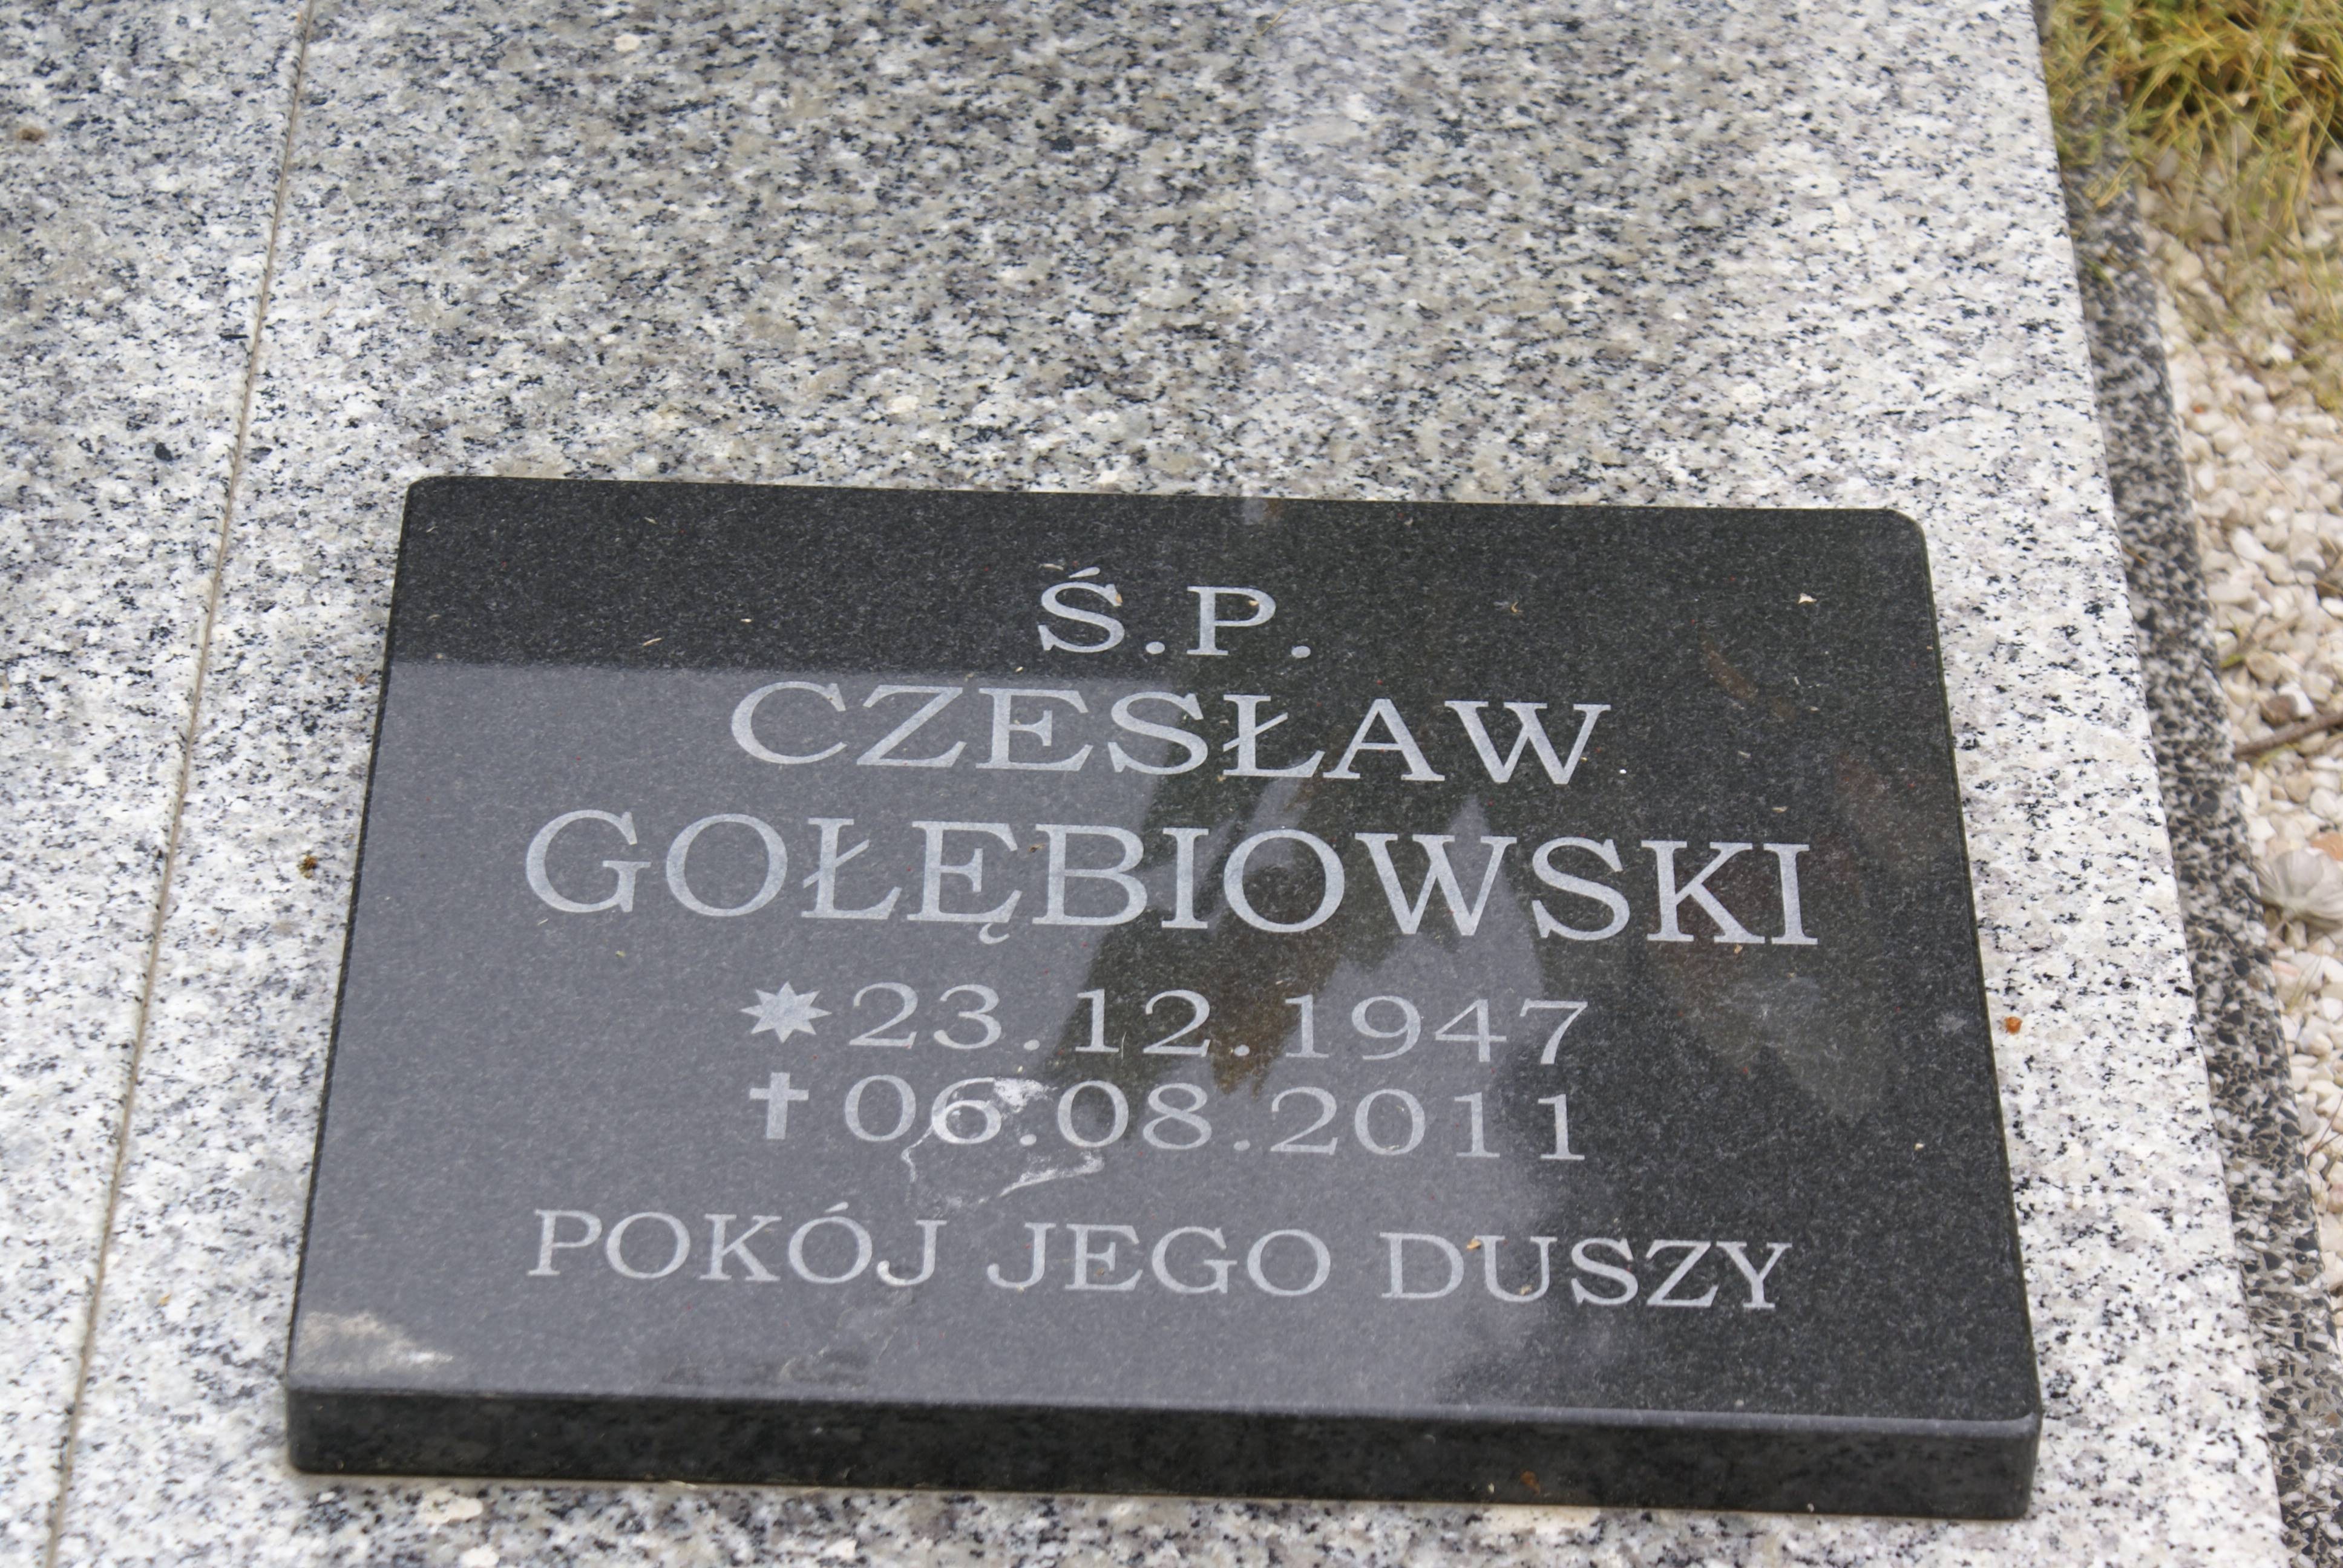 Ś.P.
CZESŁAW
GOŁĘBIOWSKI
✷23.12.1947
✝06.08.2011
POKÓJ JEGO DUSZY